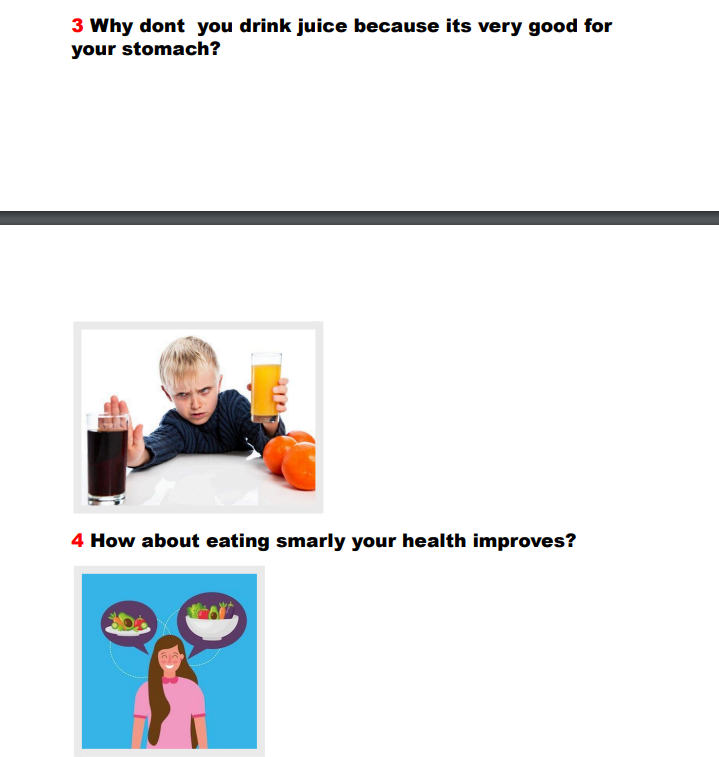 3 Why dont  you drink juice because its very good for
your stomach?
4 How about eating smarly your health improves?